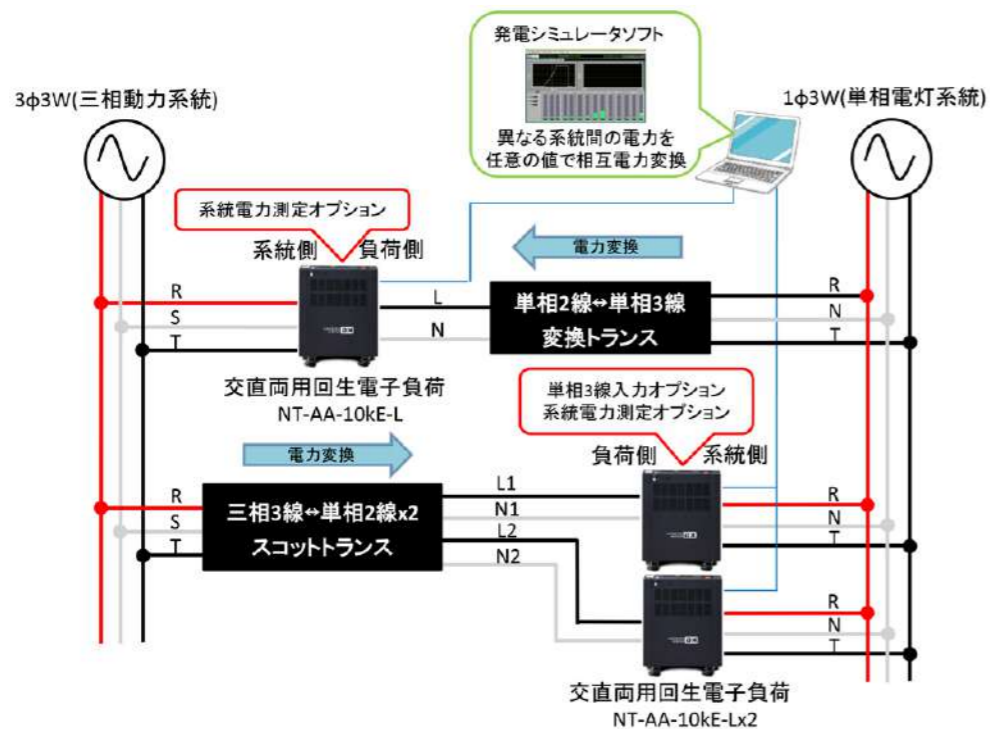 発電シミュレータソフト
異なる系統間の電力を
任意の値で相互電力変換
3φ3W(三相動力系統)
1φ3W(単相電灯系統)
系統電力測定オプション
系統側 負荷側
電力変換
R
S
T
L
N
単相2線↔単相3線
変換トランス
R
N
T
交直両用回生電子負荷
NT-AA-10kE-L
単相3線入力オプション
系統電力測定オプション
電力変換
負荷側 系統側
R
S
T
三相3線↔単相2線x2
スコットトランス
L1
N1
L2
N2
R
N
T
R
N
T
交直両用回生電子負荷
NT-AA-10kE-Lx2